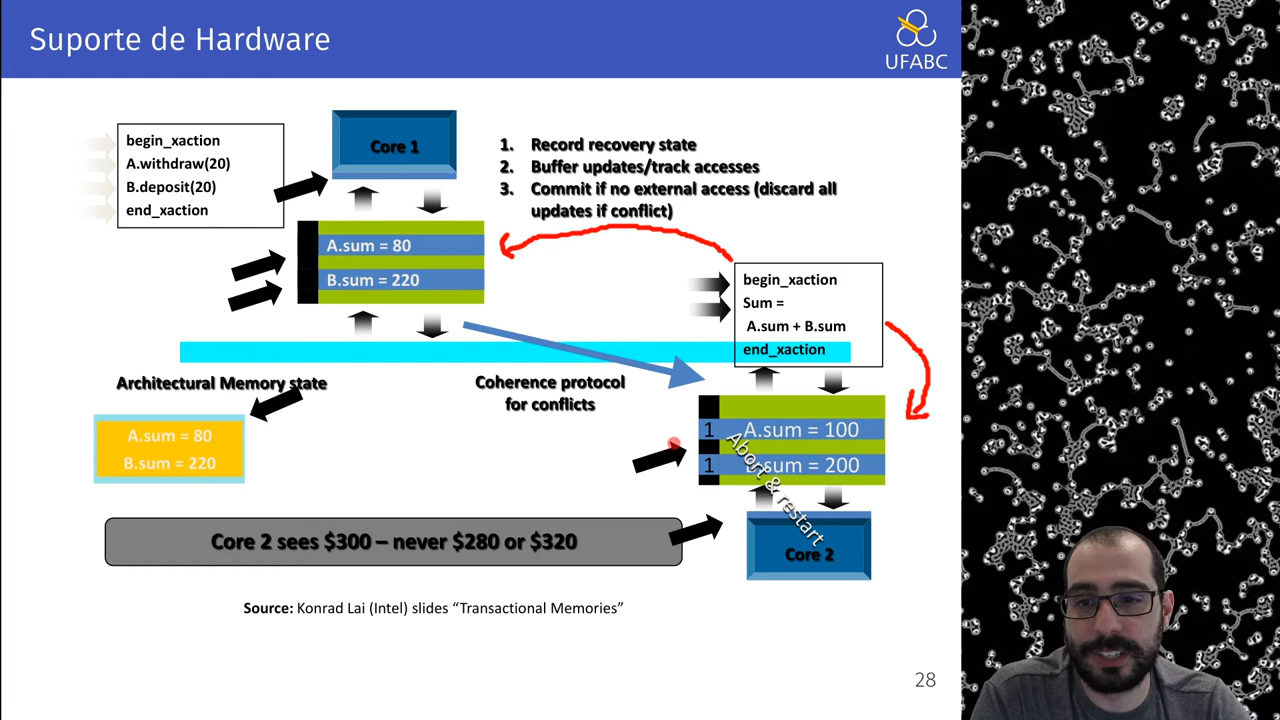 Suporte de Hardware
UFABC
begin_xaction
A.withdraw(20)
B.deposit(20)
end_xaction
Core 1
1. Record recovery state
2. Buffer updates/track accesses
3. Commit if no external access (discard all
updates if conflict)
A.sum = 80
B.sum = 220
begin_xaction
Sum =
A.sum + B.sum
end_xaction
Architectural Memory state
Coherence protocol
for conflicts
A.sum = 80
B.sum = 220
1 A.sum = 100
1 B.sum = 200
Abort & restart
Core 2 sees $300 – never $280 or $320
Core 2
Source: Konrad Lai (Intel) slides “Transactional Memories”
28